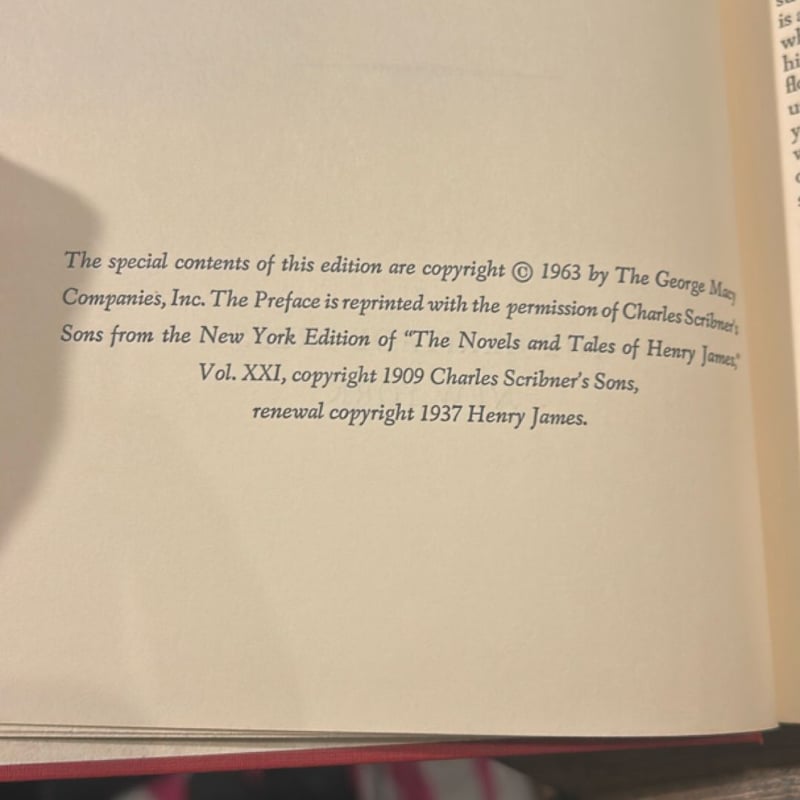 The special contents of this edition are copyright © 1963 by The George Macy
Companies, Inc. The Preface is reprinted with the permission of Charles Scribner's
Sons from the New York Edition of "The Novels and Tales of Henry James,"
Vol. XXI, copyright 1909 Charles Scribner's Sons,
renewal copyright 1937 Henry James.